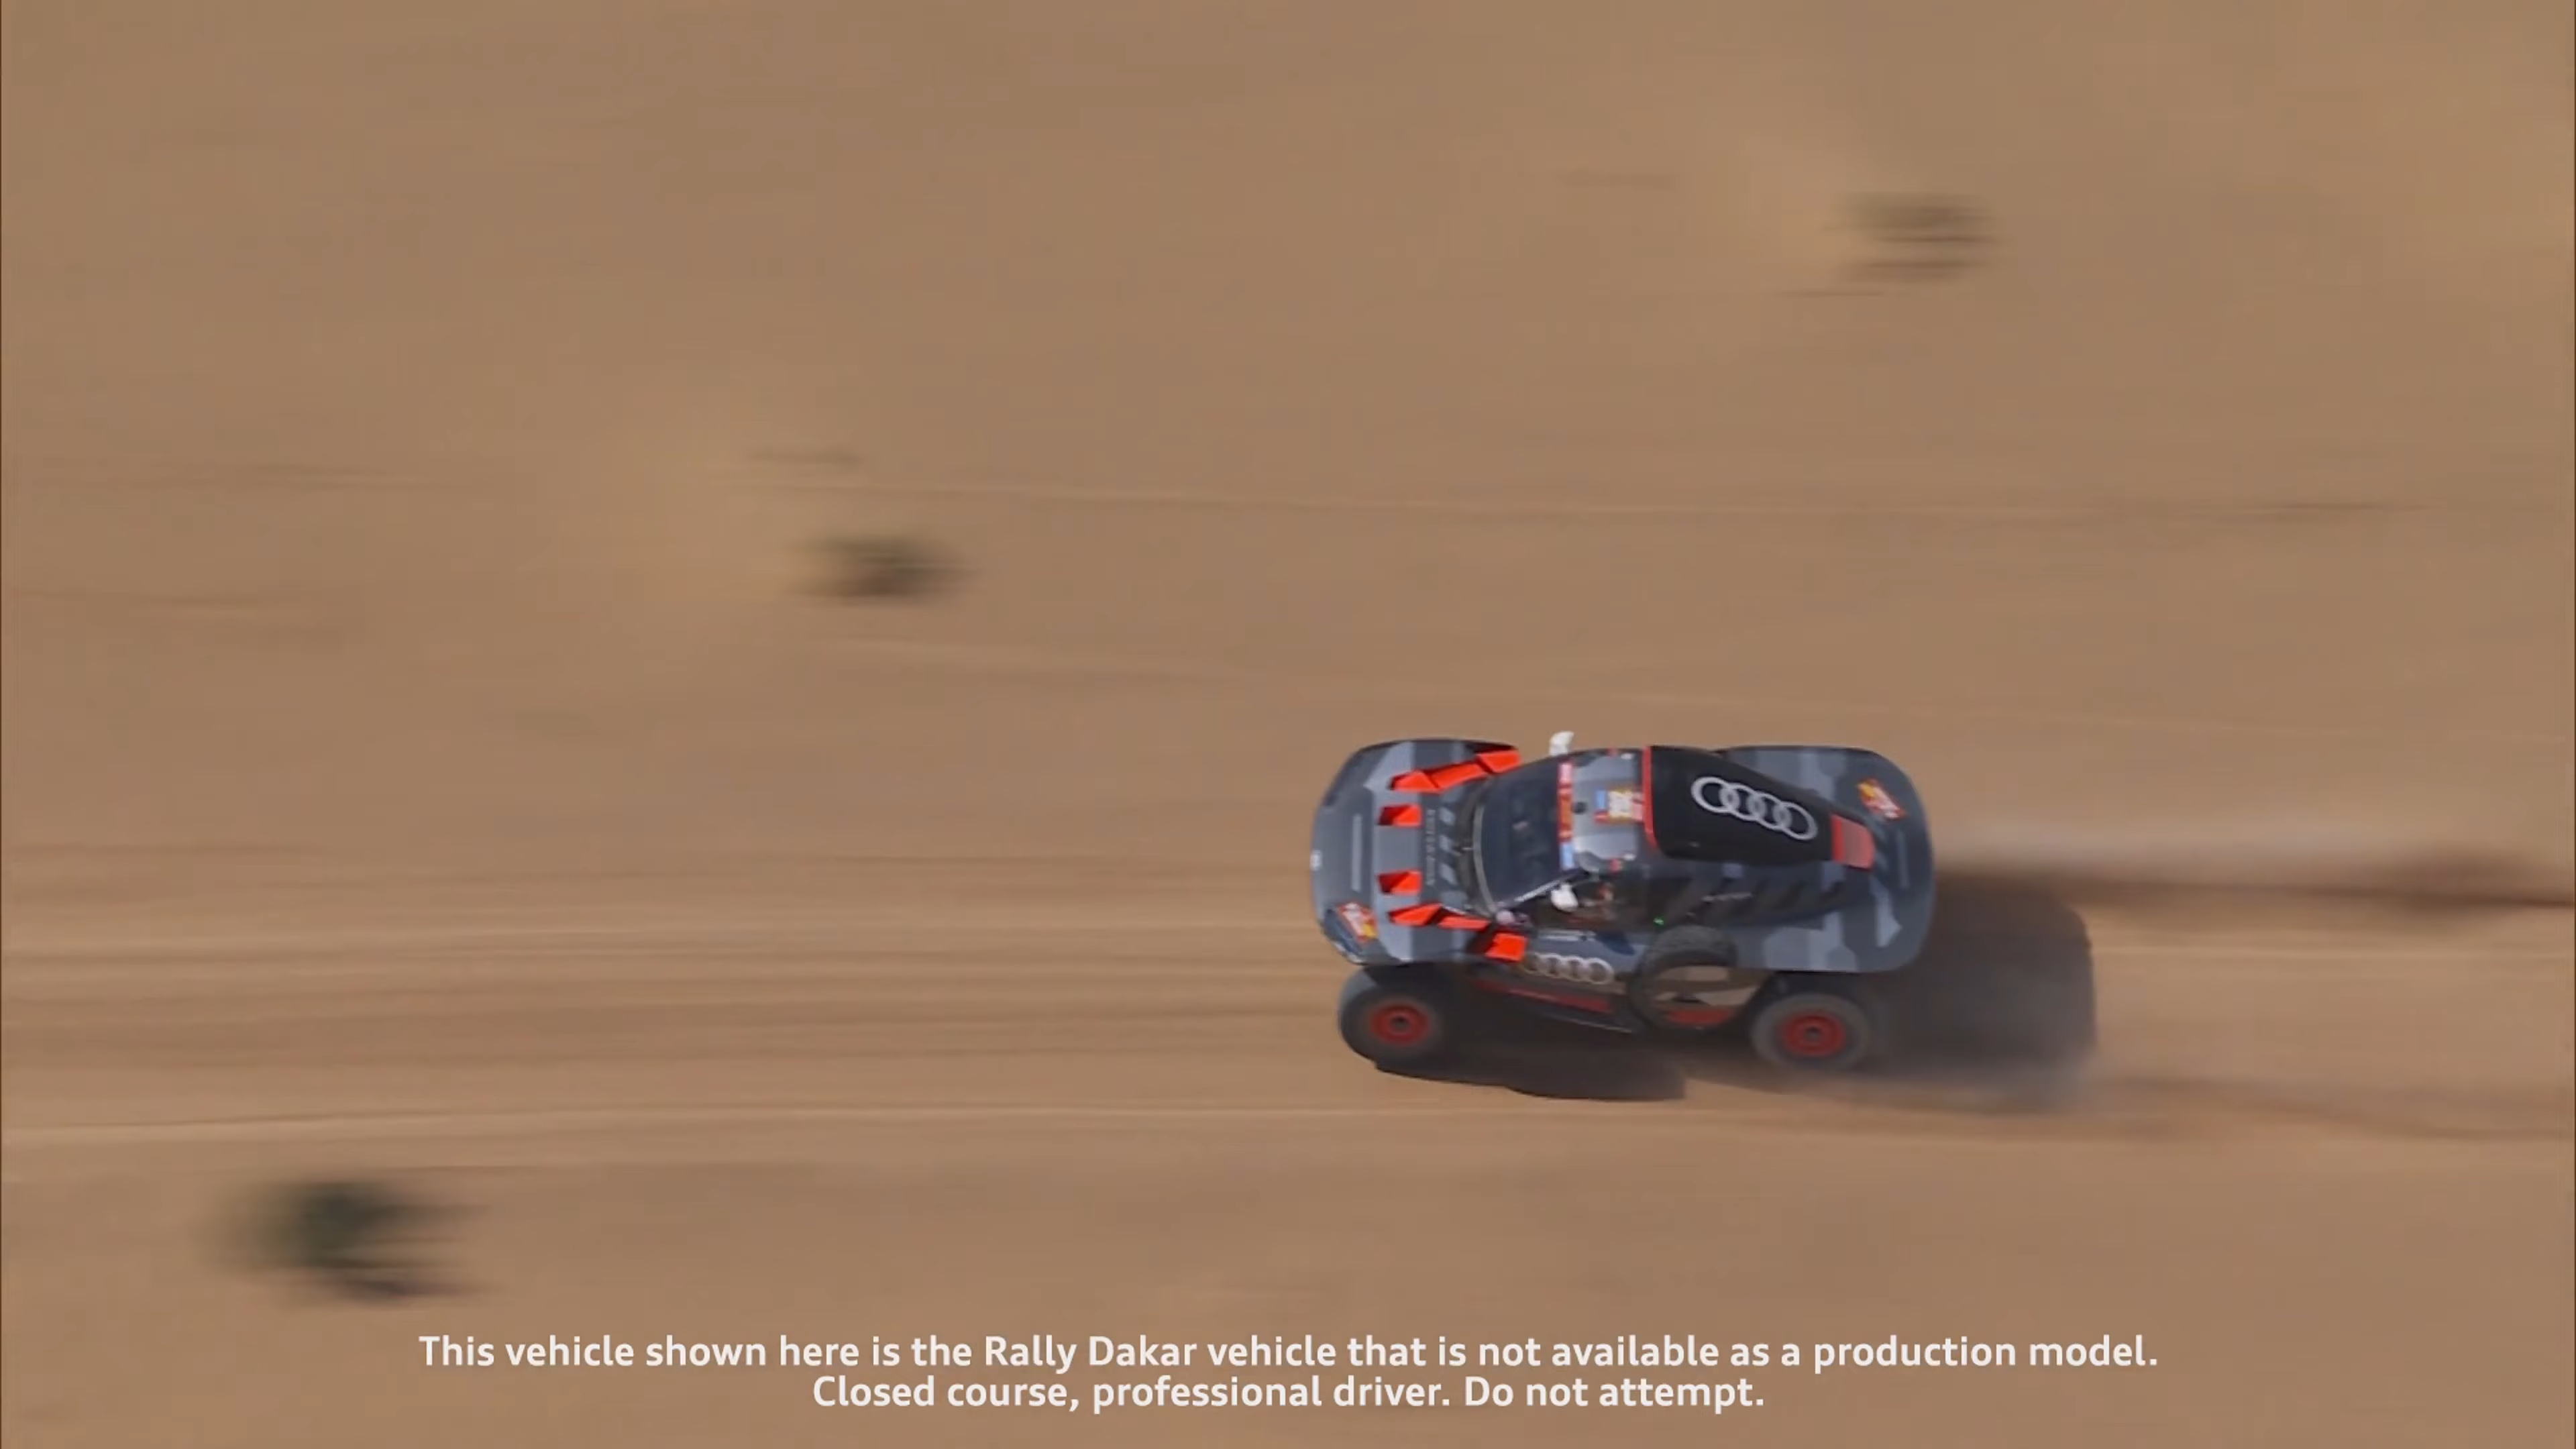 This vehicle shown here is the Rally Dakar vehicle that is not available as a production model.
Closed course, professional driver. Do not attempt.